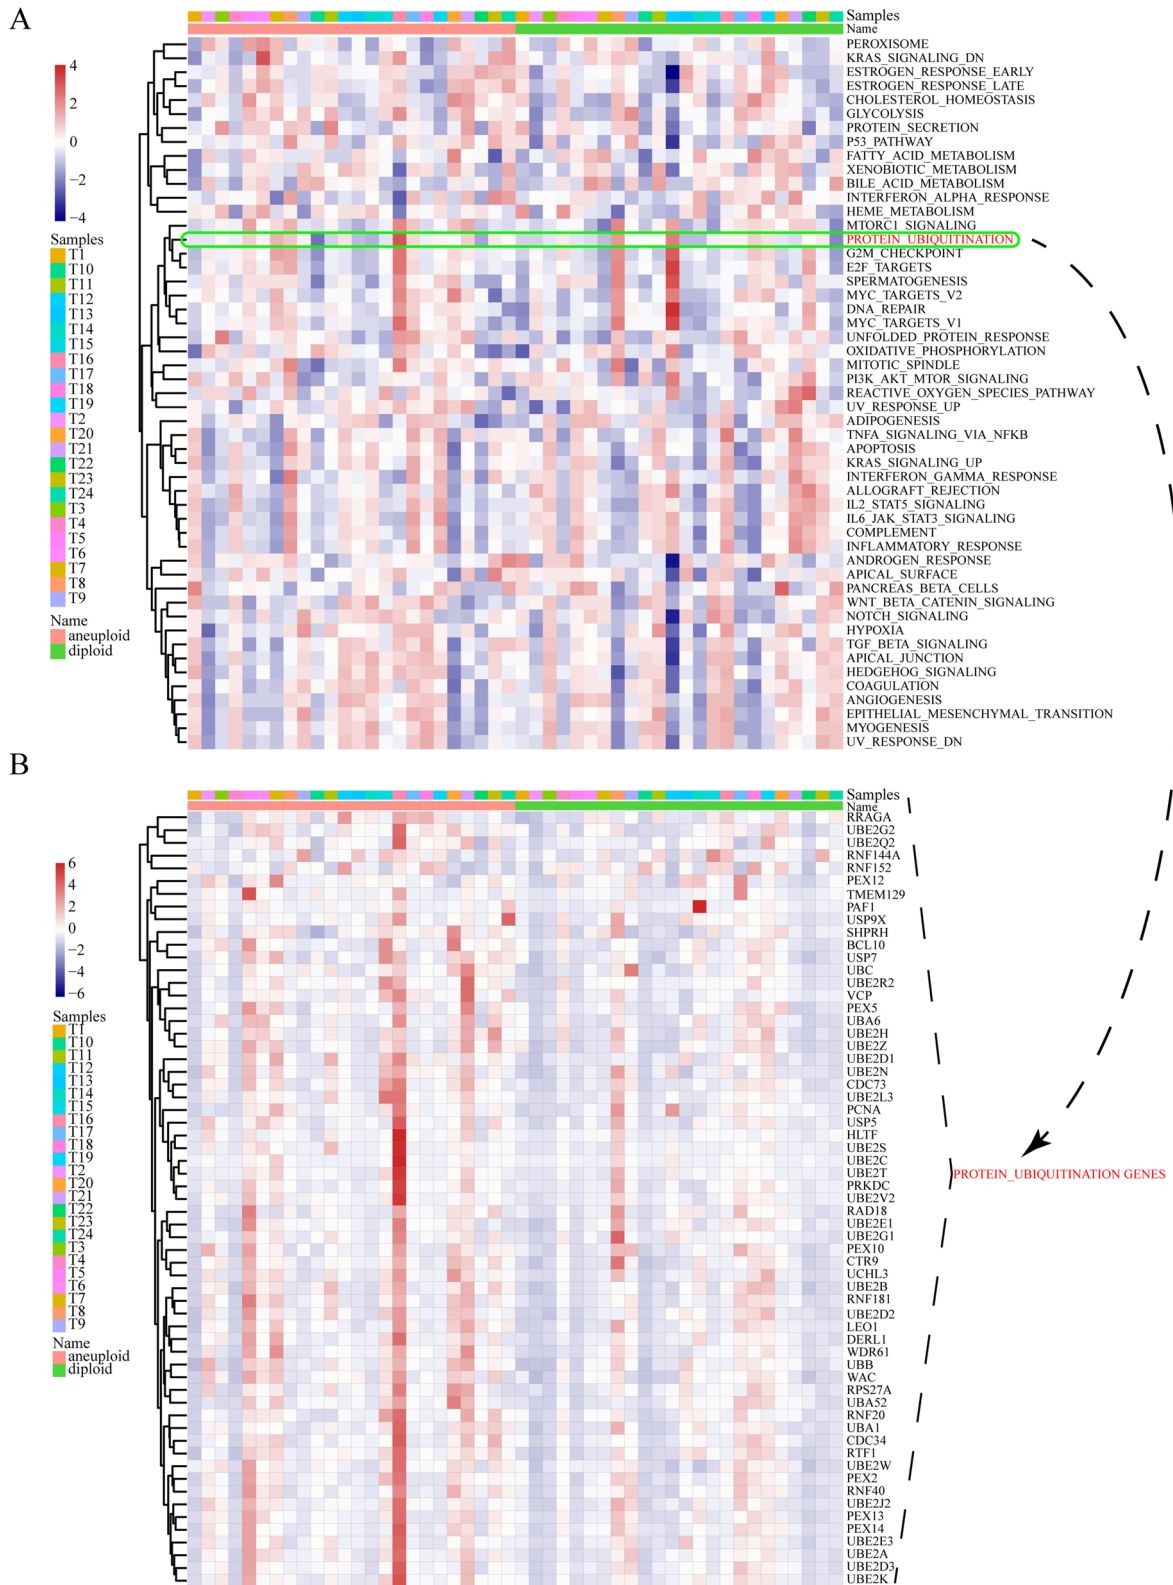 A
Samples
Name
PEROXISOME
KRAS_SIGNALING_DN
ESTROGEN_RESPONSE_EARLY
ESTROGEN_RESPONSE_LATE
CHOLESTEROL_HOMEOSTASIS
GLYCOLYSIS
PROTEIN_SECRETION
P53_PATHWAY
FATTY_ACID_METABOLISM
XENOBIOTIC_METABOLISM
BILE_ACID_METABOLISM
INTERFERON_ALPHA_RESPONSE
HEME_METABOLISM
MTORC1_SIGNALING
PROTEIN_UBIQUITINATION
G2M_CHECKPOINT
E2F_TARGETS
SPERMATOGENESIS
MYC_TARGETS_V2
DNA_REPAIR
MYC_TARGETS_V1
UNFOLDED_PROTEIN_RESPONSE
OXIDATIVE_PHOSPHORYLATION
MITOTIC_SPINDLE
PI3K_AKT_MTOR_SIGNALING
REACTIVE_OXYGEN_SPECIES_PATHWAY
UV_RESPONSE_UP
ADIPOGENESIS
TNFA_SIGNALING_VIA_NFKB
APOPTOSIS
KRAS_SIGNALING_UP
INTERFERON_GAMMA_RESPONSE
ALLOGRAFT_REJECTION
IL2_STAT5_SIGNALING
IL6_JAK_STAT3_SIGNALING
COMPLEMENT
INFLAMMATORY_RESPONSE
ANDROGEN_RESPONSE
APICAL_SURFACE
PANCREAS_BETA_CELLS
WNT_BETA_CATENIN_SIGNALING
NOTCH_SIGNALING
HYPOXIA
TGF_BETA_SIGNALING
APICAL_JUNCTION
HEDGEHOG_SIGNALING
COAGULATION
ANGIOGENESIS
EPITHELIAL_MESENCHYMAL_TRANSITION
MYOGENESIS
UV_RESPONSE_DN
4
2
0
−2
−4
Samples
T1
T10
T11
T12
T13
T14
T15
T16
T17
T18
T19
T2
T20
T21
T22
T23
T24
T3
T4
T5
T6
T7
T8
T9
Name
aneuploid
diploid
B
Samples
Name
RRAGA
UBE2G2
UBE2Q2
RNF144A
RNF152
PEX12
TMEM129
PAF1
USP9X
SHPRH
BCL10
USP7
UBC
UBE2R2
VCP
PEX5
UBA6
UBE2H
UBE2Z
UBE2D1
UBE2N
CDC73
UBE2L3
PCNA
USP5
HLTF
UBE2S
UBE2C
UBE2T
PRKDC
UBE2V2
RAD18
UBE2E1
UBE2G1
PEX10
CTR9
UCHL3
UBE2B
RNF181
UBE2D2
LEO1
DERL1
WDR61
UBB
WAC
RPS27A
UBA52
RNF20
UBA1
CDC34
RTF1
UBE2W
PEX2
RNF40
UBE2J2
PEX13
PEX14
UBE2E3
UBE2A
UBE2D3
UBE2K
6
4
2
0
−2
−4
−6
Samples
T1
T10
T11
T12
T13
T14
T15
T16
T17
T18
T19
T2
T20
T21
T22
T23
T24
T3
T4
T5
T6
T7
T8
T9
Name
aneuploid
diploid
PROTEIN_UBIQUITINATION GENES